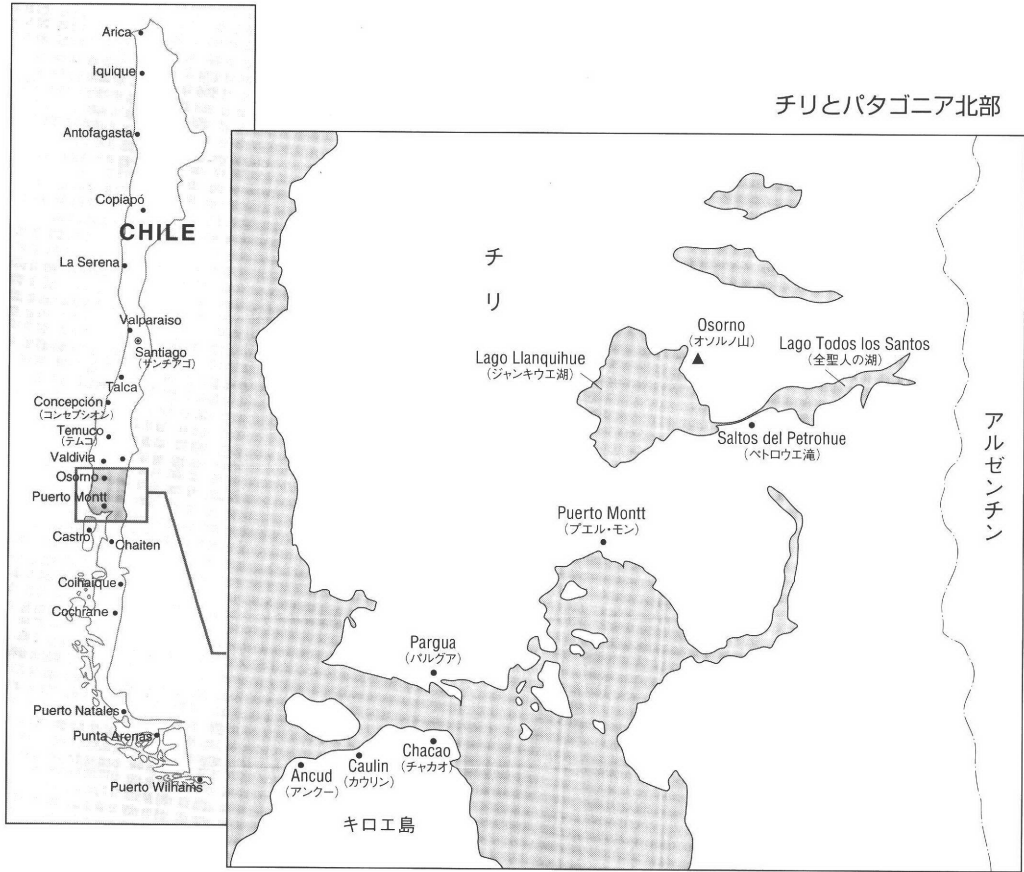 チリとパタゴニア北部
Arica
Iquique
Antofagasta
Copiapó
CHILE
La Serena
Valparaiso
Santiago
(サンチアゴ)
Talca
Concepción
(コンセプシオン)
Temuco
(テムコ)
Valdivia
Osorno
Puerto Montt
Castro
Chaiten
Coihaique
Cochrane
Puerto Natales
Punta Arenas
Puerto Wilhams
チリ
Osorno
(オソルノ山)
Lago Llanquihue
(ジャンキウエ湖)
Lago Todos los Santos
(全聖人の湖)
Saltos del Petrohue
(ペトロウエ滝)
アルゼンチン
Puerto Montt
(プエル・モン)
Pargua
(パルグア)
Chacao
(チャカオ)
Caulin
(カウリン)
Ancud
(アンクー)
キロエ島